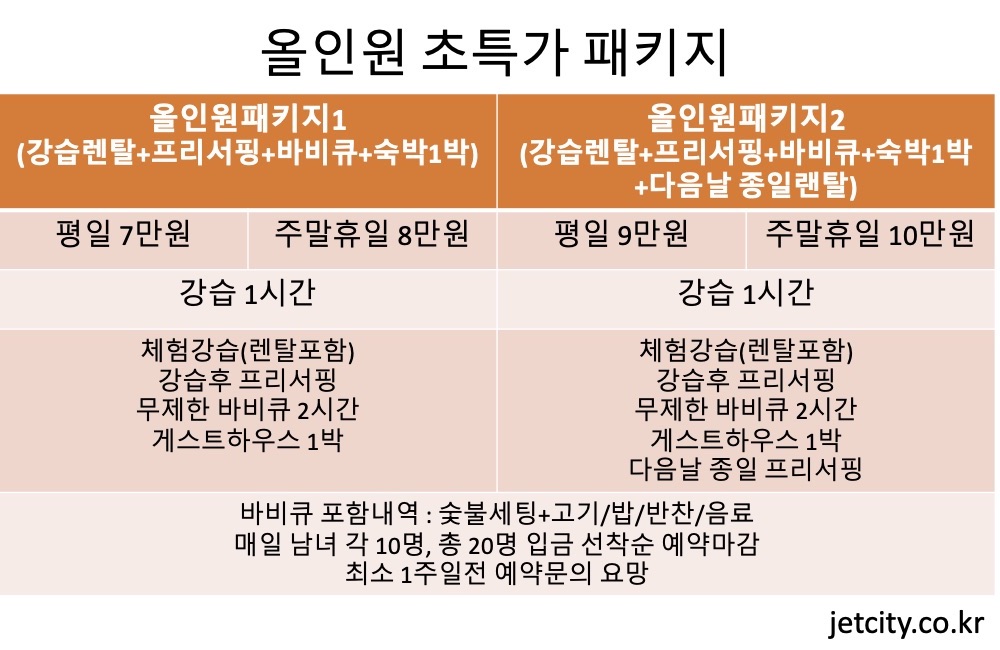 올인원 초특가 패키지
올인원패키지1
(강습렌탈+프리서핑+바비큐+숙박1박)
올인원패키지2
(강습렌탈+프리서핑+바비큐+숙박1박
+다음날 종일랜탈)
평일 7만원
주말휴일 8만원
평일 9만원
주말휴일 10만원
강습 1시간
강습 1시간
체험강습(렌탈포함)
강습후 프리서핑
무제한 바비큐 2시간
게스트하우스 1박
체험강습(렌탈포함)
강습후 프리서핑
무제한 바비큐 2시간
게스트하우스 1박
다음날 종일 프리서핑
바비큐 포함내역 : 숯불세팅+고기/밥/반찬/음료
매일 남녀 각 10명, 총 20명 입금 선착순 예약마감
최소 1주일전 예약문의 요망
jetcity.co.kr